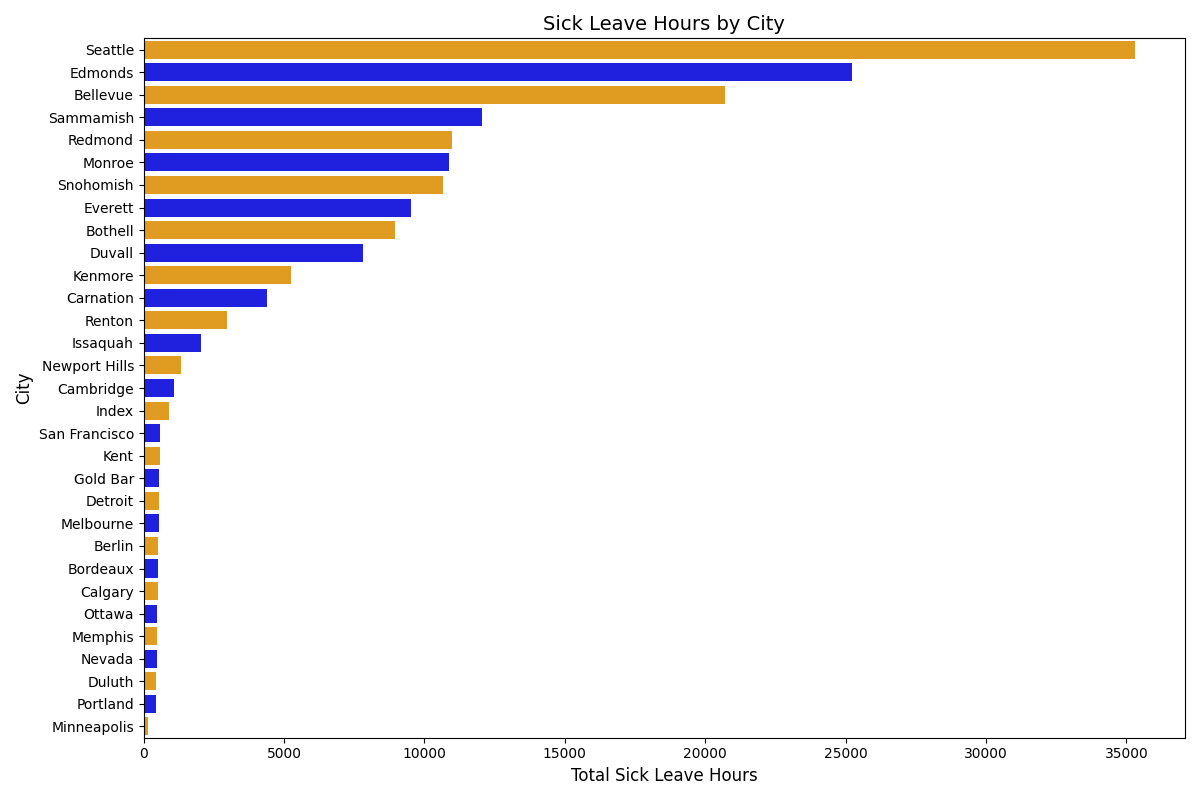 Sick Leave Hours by City
City
Seattle
Edmonds
Bellevue
Sammamish
Redmond
Monroe
Snohomish
Everett
Bothell
Duvall
Kenmore
Carnation
Renton
Issaquah
Newport Hills
Cambridge
Index
San Francisco
Kent
Gold Bar
Detroit
Melbourne
Berlin
Bordeaux
Calgary
Ottawa
Memphis
Nevada
Duluth
Portland
Minneapolis
0 5000 10000 15000 20000 25000 30000 35000
Total Sick Leave Hours